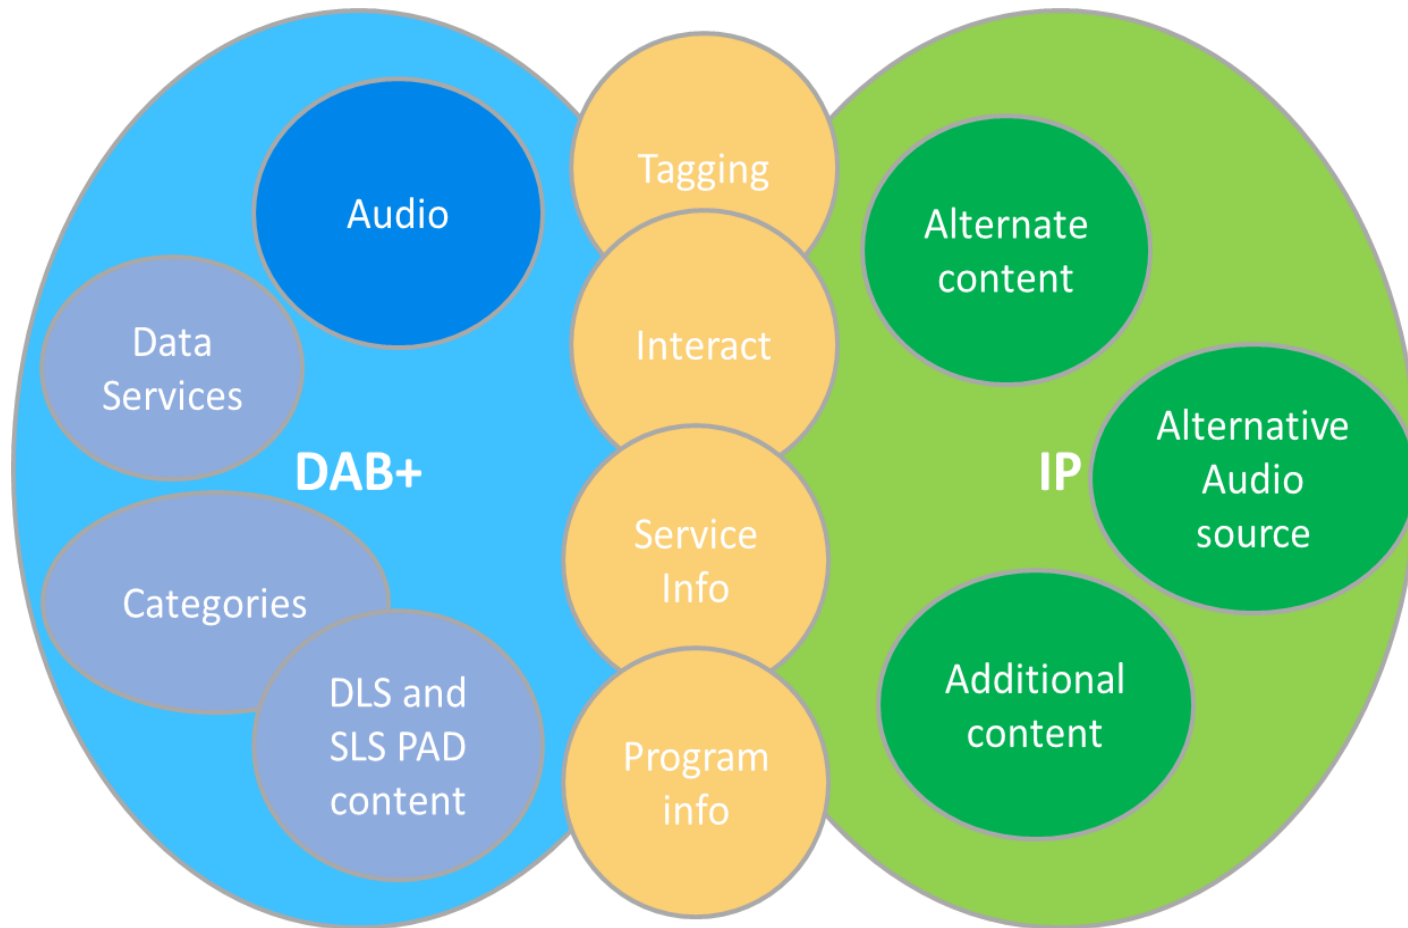 Tagging
Audio
Alternate
content
Data
Services
Interact
DAB+
IP
Alternative
Audio
source
Service
Info
Categories
DLS and
SLS PAD
content
Additional
content
Program
info